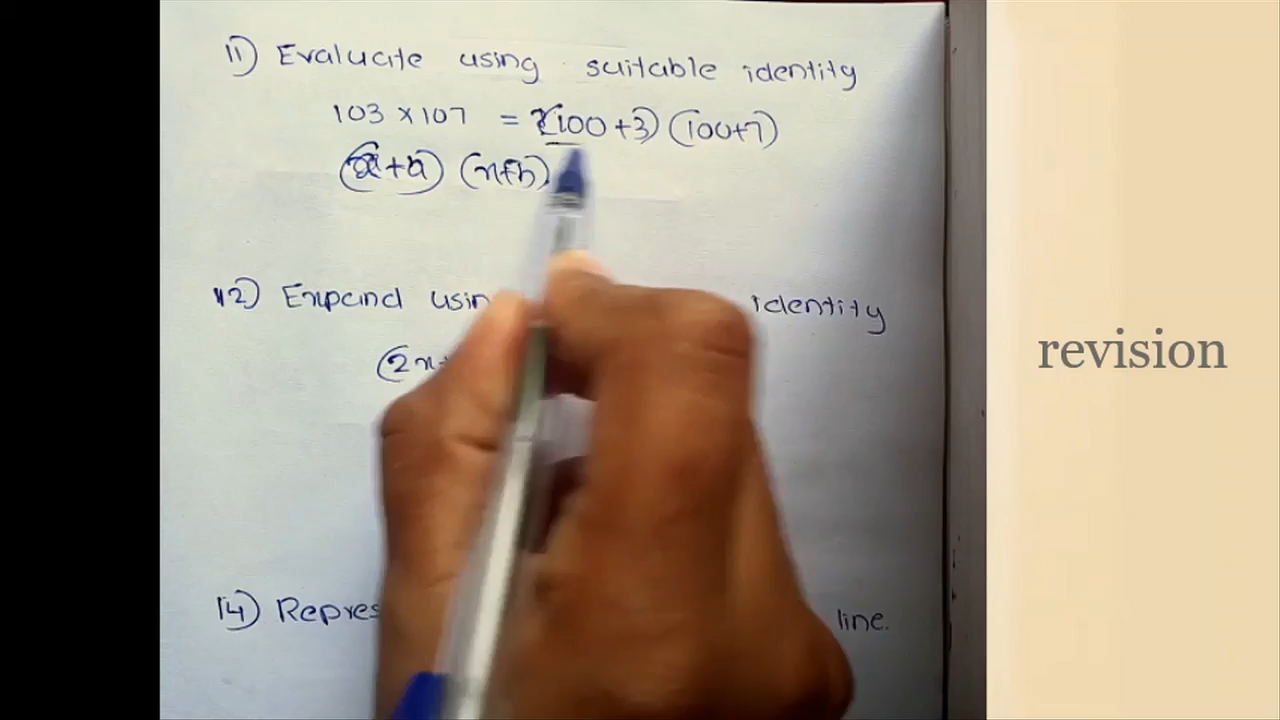 11) Evaluate using suitable identity
103 x 107 = (100 + 3) (100+7)
(x+a) (x+b)
12) Expand using identity
(2x+
14) line.
revision